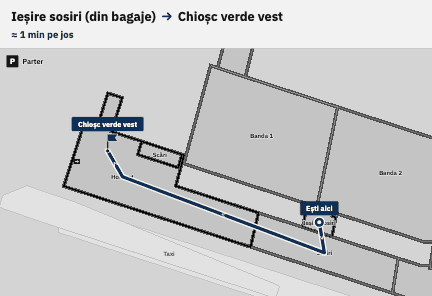 Ieșire sosiri (din bagaje) → Chioșc verde vest
≈ 1 min pe jos
P Parter
Chioșc verde vest
Scări
Banda 1
Banda 2
Ești aici
Taxi